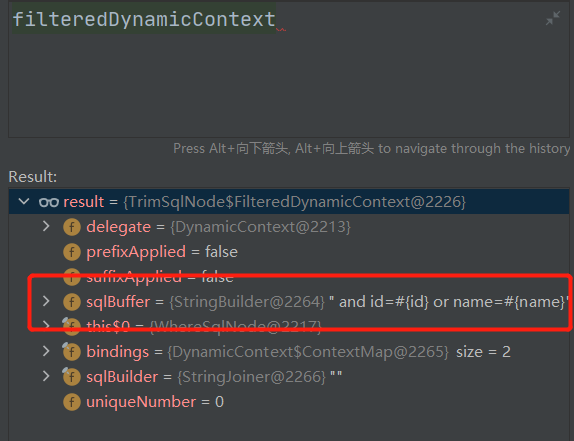 filteredDynamicContext
Press Alt+向下箭头, Alt+向上箭头 to navigate through the history
Result:
result = {TrimSqlNode$FilteredDynamicContext@2226}
delegate = {DynamicContext@2213}
prefixApplied = false
suffixApplied = false
sqlBuffer = {StringBuilder@2264} " and id=#{id} or name=#{name}"
this$0 = {WhereSqlNode@2217}
bindings = {DynamicContext$ContextMap@2265} size = 2
sqlBuilder = {StringJoiner@2266} ""
uniqueNumber = 0